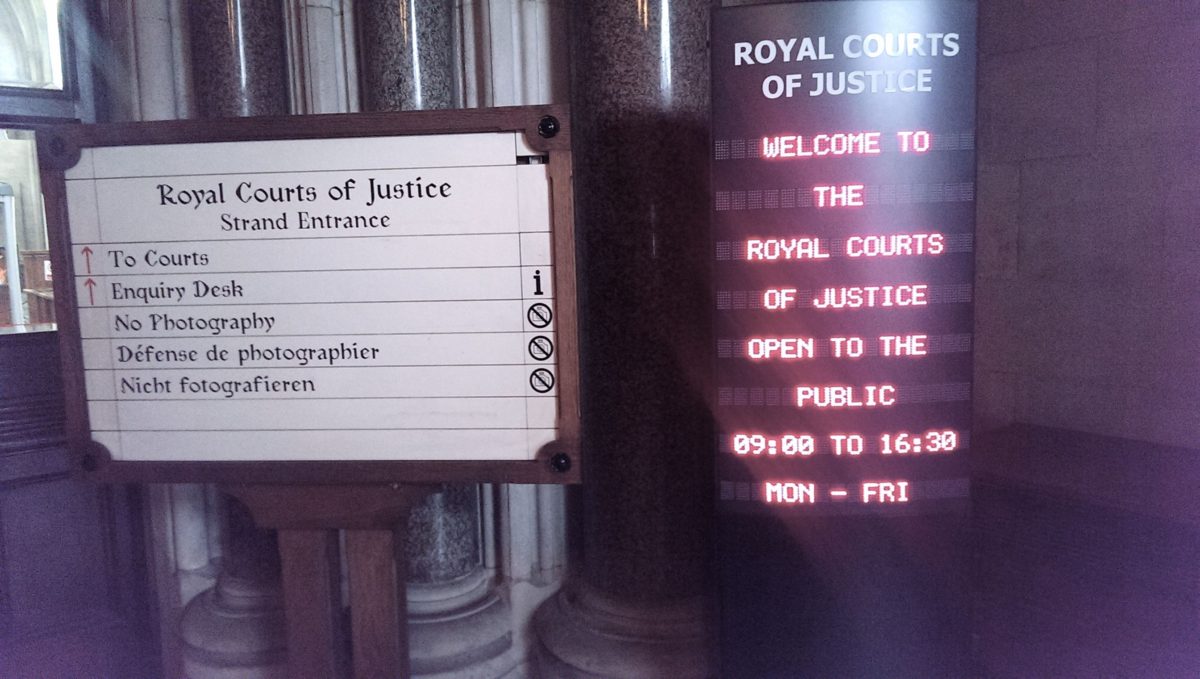 Royal Courts of Justice
Strand Entrance
↑ To Courts
↑ Enquiry Desk i
No Photography
Défense de photographier
Nicht fotografieren
ROYAL COURTS
OF JUSTICE
WELCOME TO
THE
ROYAL COURTS
OF JUSTICE
OPEN TO THE
PUBLIC
09:00 TO 16:30
MON - FRI